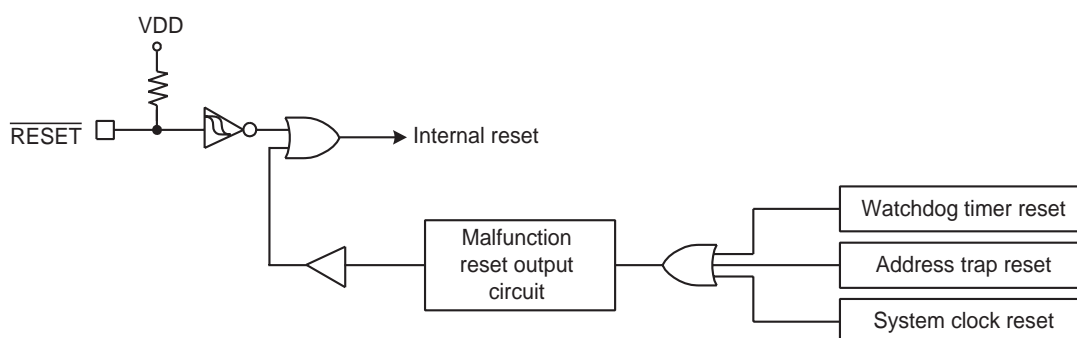 VDD
RESET
Internal reset
Watchdog timer reset
Malfunction
reset output
circuit
Address trap reset
System clock reset